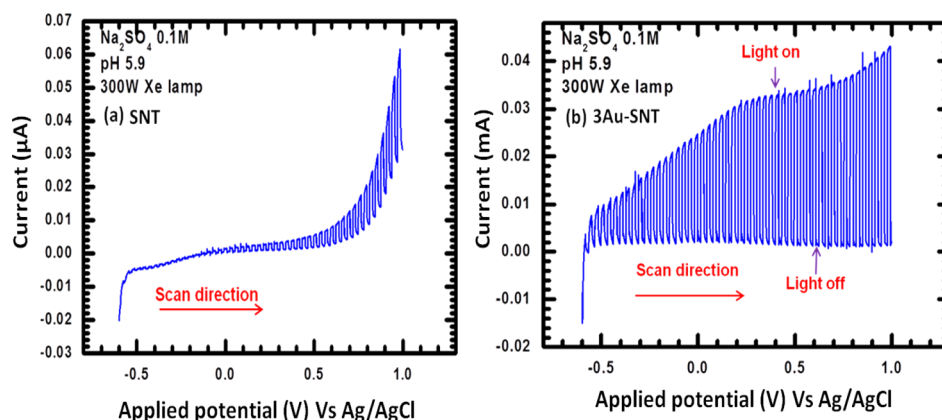 Na₂SO₄ 0.1M
pH 5.9
300W Xe lamp
(a) SNT
Scan direction
Current (µA)
0.07
0.06
0.05
0.04
0.03
0.02
0.01
0.00
-0.01
-0.02
-0.03
-0.5
0.0
0.5
1.0
Applied potential (V) Vs Ag/AgCl
Na₂SO₄ 0.1M
pH 5.9
300W Xe lamp
(b) 3Au-SNT
Light on
Scan direction
Light off
Current (mA)
0.04
0.02
0.00
-0.01
-0.02
-0.5
0.0
0.5
1.0
Applied potential (V) Vs Ag/AgCl